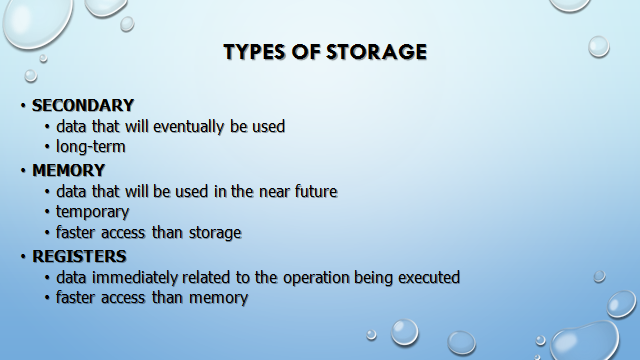 TYPES OF STORAGE
• SECONDARY
• data that will eventually be used
• long-term
• MEMORY
• data that will be used in the near future
• temporary
• faster access than storage
• REGISTERS
• data immediately related to the operation being executed
• faster access than memory